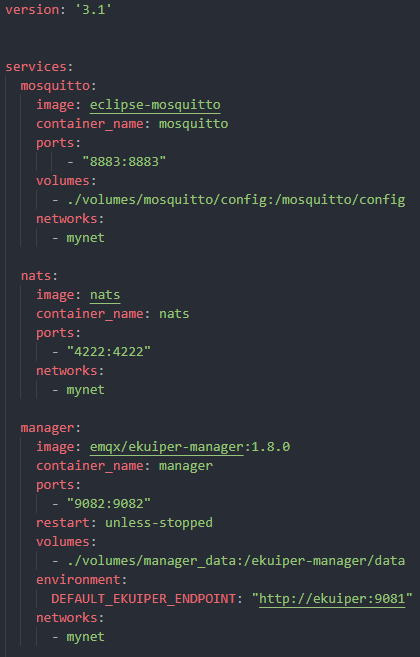 version: '3.1'
services:
  mosquitto:
    image: eclipse-mosquitto
    container_name: mosquitto
    ports:
        - "8883:8883"
    volumes:
      - ./volumes/mosquitto/config:/mosquitto/config
    networks:
      - mynet
  nats:
    image: nats
    container_name: nats
    ports:
      - "4222:4222"
    networks:
      - mynet
  manager:
    image: emqx/ekuiper-manager:1.8.0
    container_name: manager
    ports:
      - "9082:9082"
    restart: unless-stopped
    volumes:
      - ./volumes/manager_data:/ekuiper-manager/data
    environment:
      DEFAULT_EKUIPER_ENDPOINT: "http://ekuiper:9081"
    networks:
      - mynet